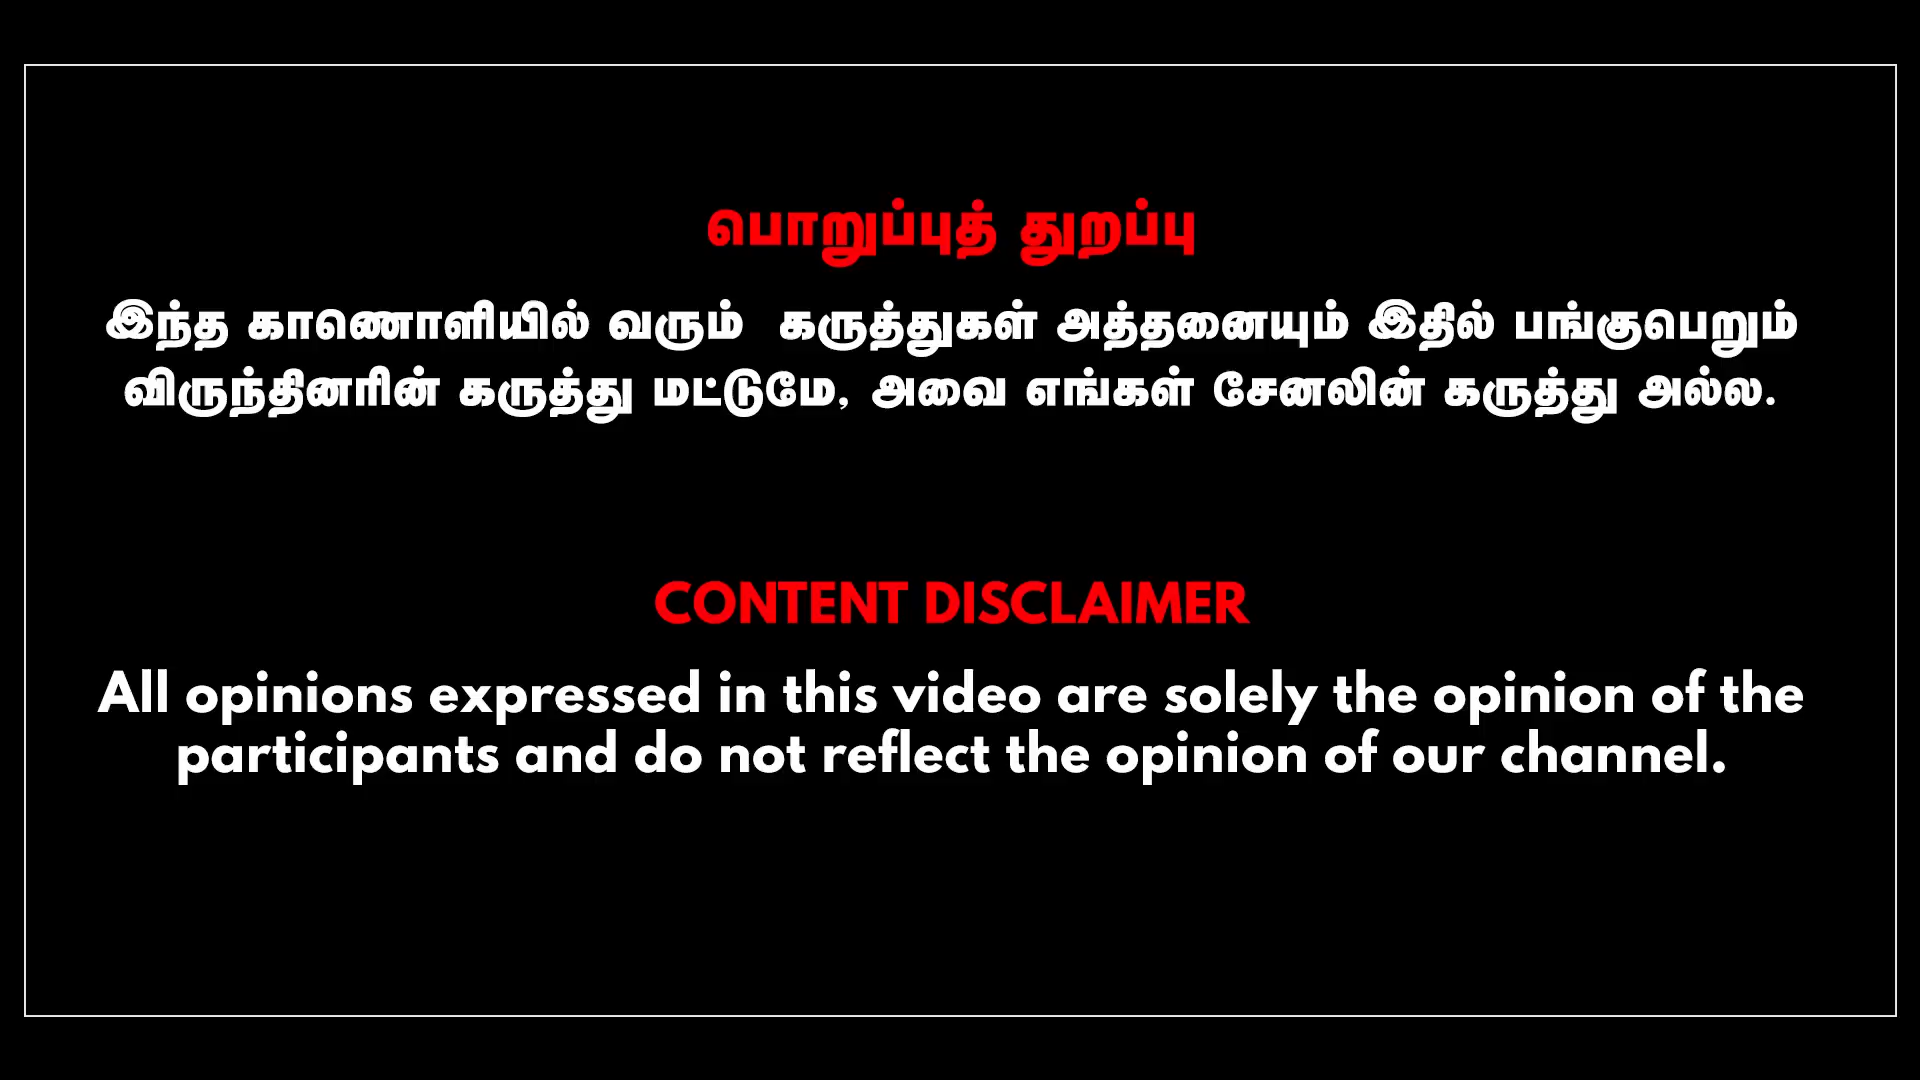 பொறுப்புத் துறப்பு
இந்த காணொளியில் வரும் கருத்துகள் அத்தனையும் இதில் பங்குபெறும்
விருந்தினரின் கருத்து மட்டுமே, அவை எங்கள் சேனலின் கருத்து அல்ல.
CONTENT DISCLAIMER
All opinions expressed in this video are solely the opinion of the
participants and do not reflect the opinion of our channel.